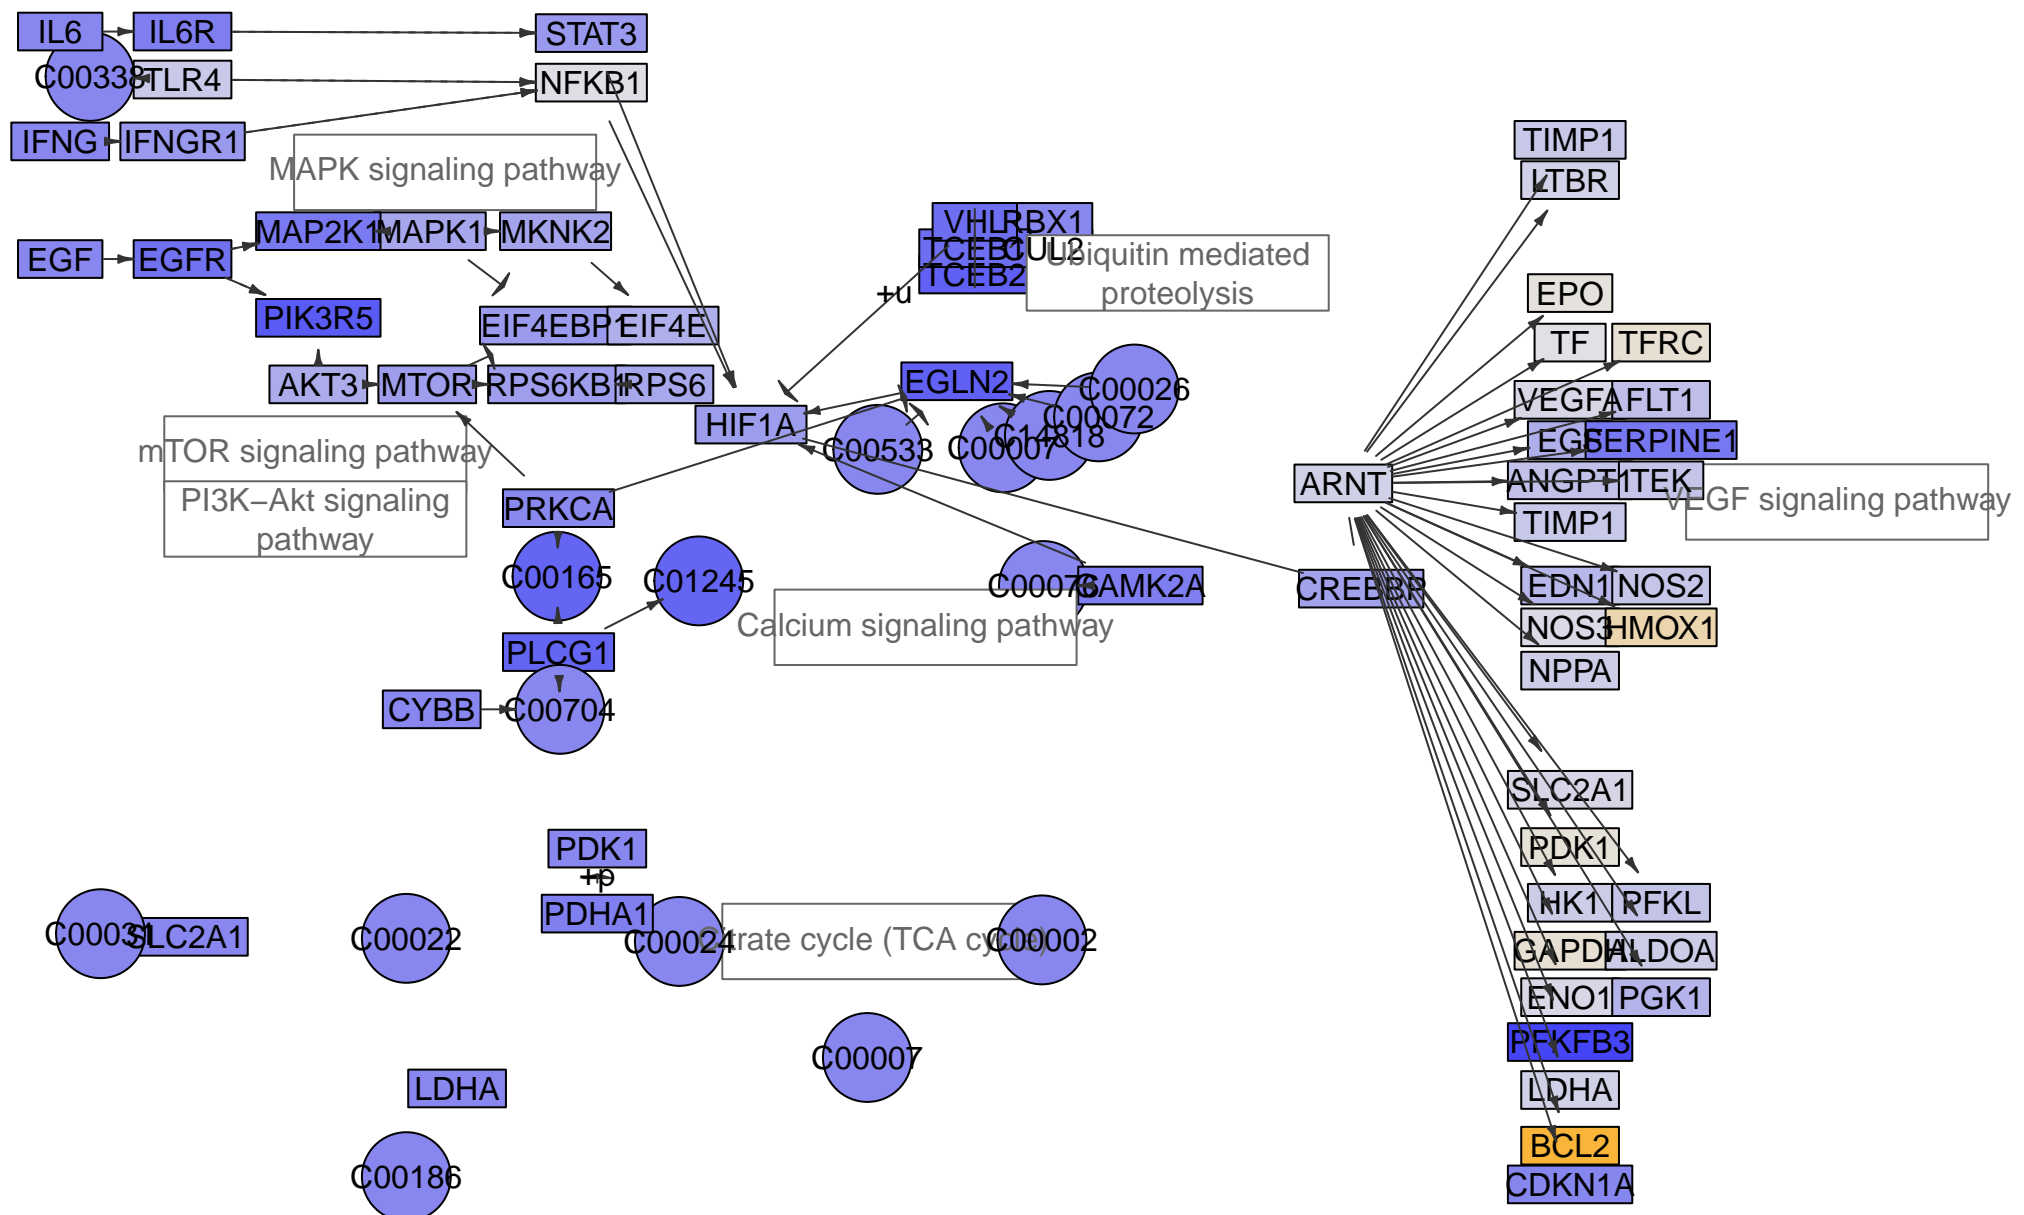 IL6
IL6R
STAT3
C00338
TLR4
NFKB1
IFNG
IFNGR1
TIMP1
MAPK signaling pathway
LTBR
VHL
RBX1
MAP2K1
MAPK1
MKNK2
TCEB1
CUL2
Ubiquitin mediated
proteolysis
EGF
EGFR
TCEB2
+u
EPO
PIK3R5
EIF4EBP1
EIF4E
TF
TFRC
AKT3
MTOR
RPS6KB1
RPS6
EGLN2
C00026
VEGFA
FLT1
C00072
HIF1A
C14818
C00533
C00007
EGF
SERPINE1
mTOR signaling pathway
ARNT
ANGPT1
TEK
PI3K−Akt signaling
pathway
VEGF signaling pathway
PRKCA
TIMP1
C00165
C01245
C00076
CAMK2A
CREBBP
EDN1
NOS2
Calcium signaling pathway
NOS3
HMOX1
PLCG1
NPPA
CYBB
C00704
SLC2A1
PDK1
PDK1
+p
HK1
PFKL
PDHA1
C00031
SLC2A1
C00022
C00024
Citrate cycle (TCA cycle)
C00002
GAPDH
ALDOA
ENO1
PGK1
PFKFB3
C00007
LDHA
LDHA
BCL2
C00186
CDKN1A